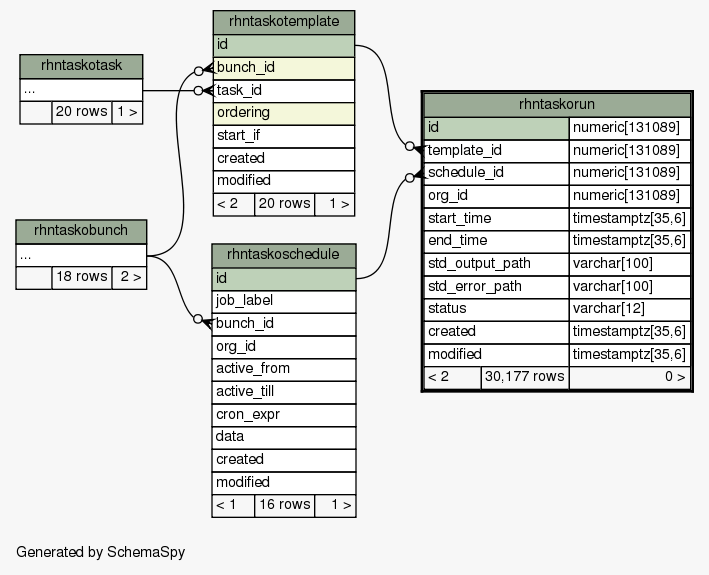 rhntaskotask
...
20 rows 1 >
rhntaskobunch
...
18 rows 2 >
rhntaskotemplate
id
bunch_id
task_id
ordering
start_if
created
modified
< 2 20 rows 1 >
rhntaskoschedule
id
job_label
bunch_id
org_id
active_from
active_till
cron_expr
data
created
modified
< 1 16 rows 1 >
rhntaskorun
id numeric[131089]
template_id numeric[131089]
schedule_id numeric[131089]
org_id numeric[131089]
start_time timestamptz[35,6]
end_time timestamptz[35,6]
std_output_path varchar[100]
std_error_path varchar[100]
status varchar[12]
created timestamptz[35,6]
modified timestamptz[35,6]
< 2 30,177 rows 0 >
Generated by SchemaSpy